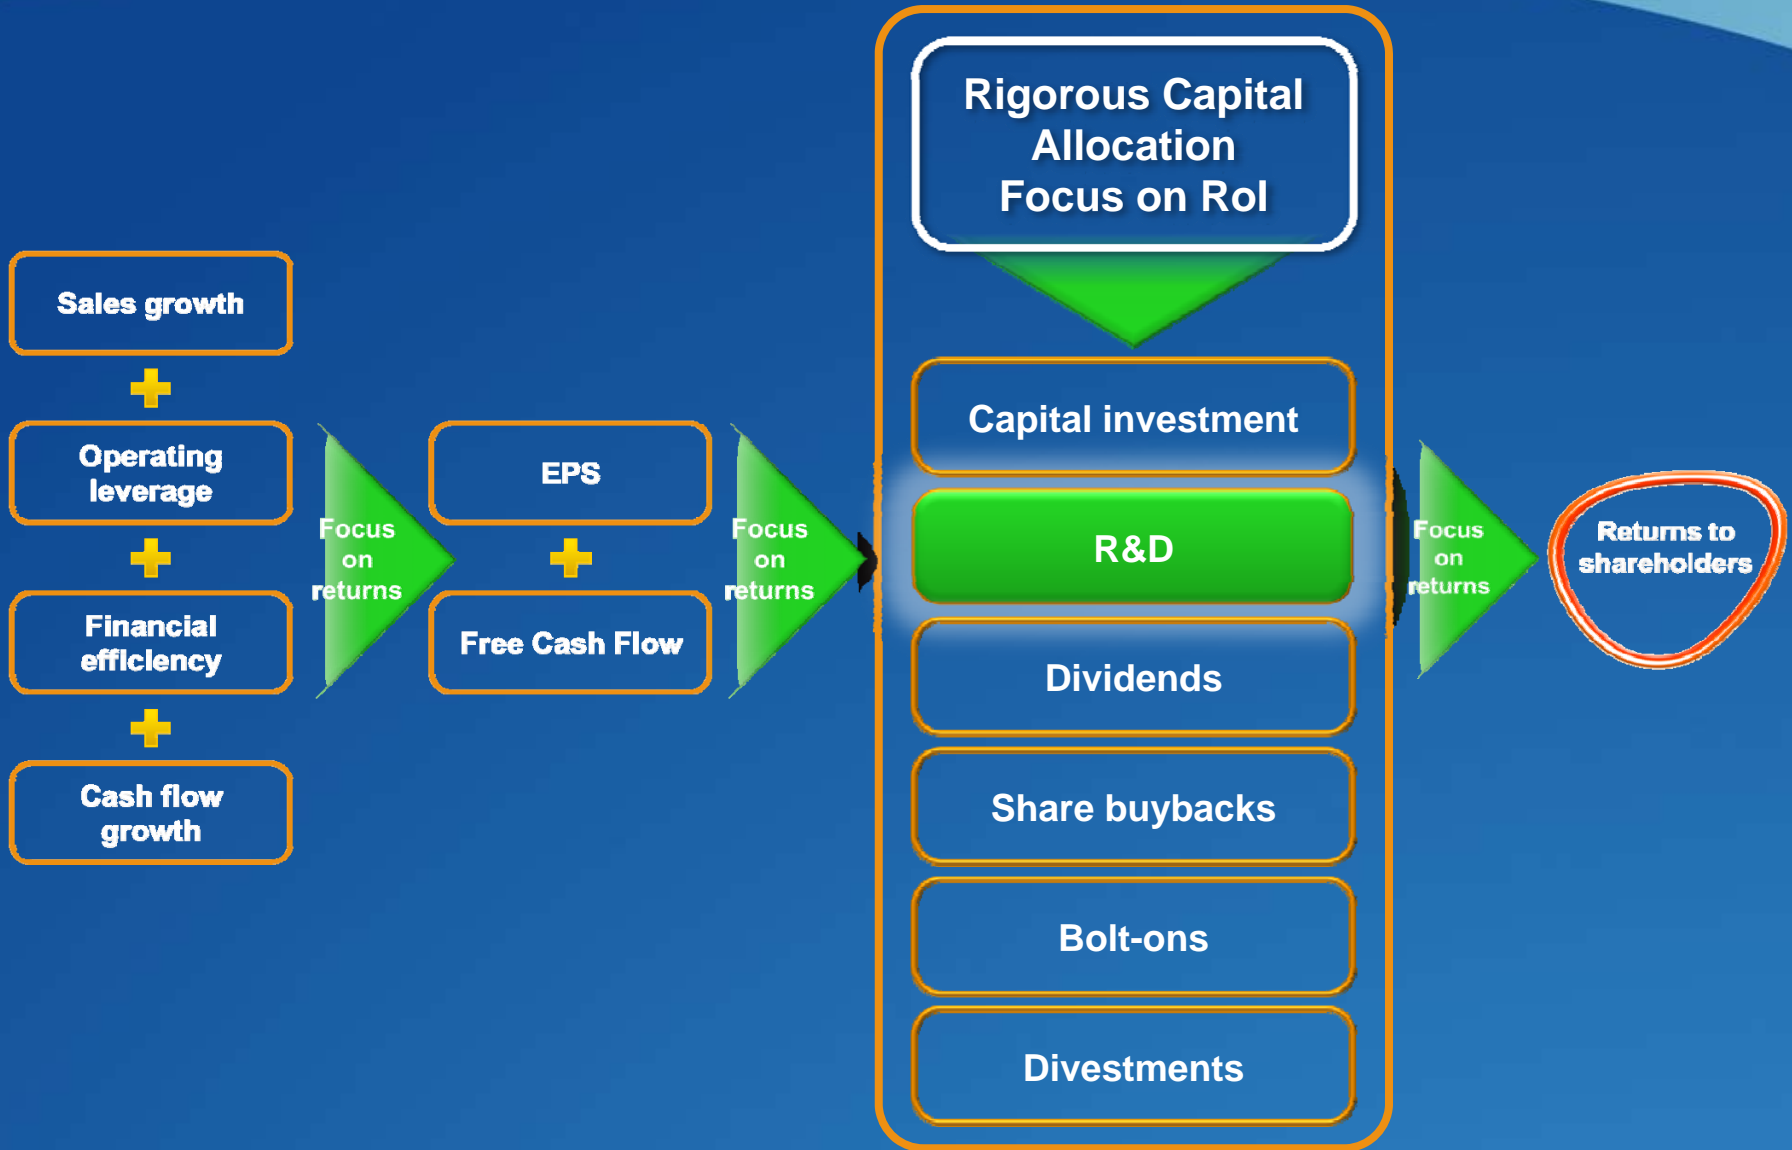 Sales growth
Operating
leverage
Financial
efficiency
Cash flow
growth
Focus
on
returns
EPS
Free Cash Flow
Focus
on
returns
Rigorous Capital
Allocation
Focus on RoI
Capital investment
R&D
Dividends
Share buybacks
Bolt-ons
Divestments
Focus
on
returns
Returns to
shareholders